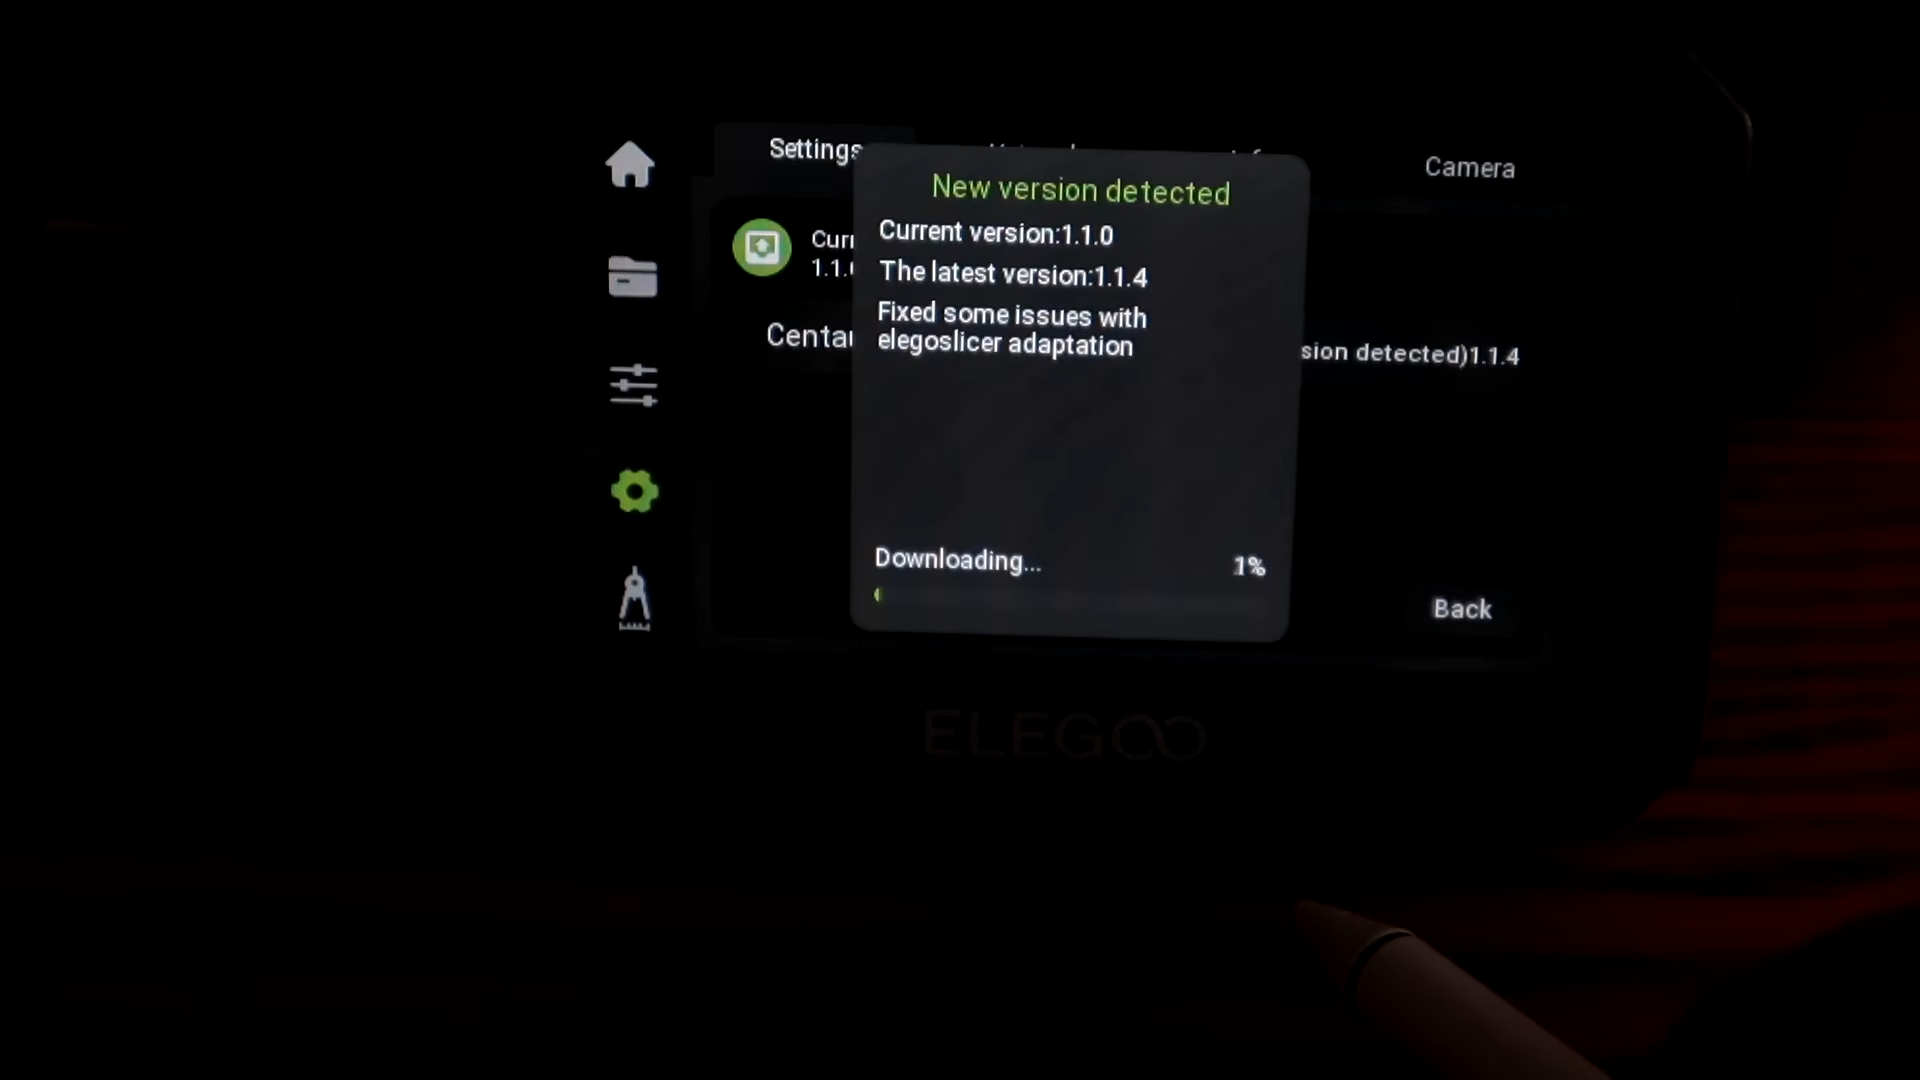 Settings
Camera
New version detected
Current version:1.1.0
The latest version:1.1.4
Fixed some issues with
elegoslicer adaptation
Curr
1.1.
Centau
sion detected)1.1.4
Downloading...
1%
Back
ELEGOO